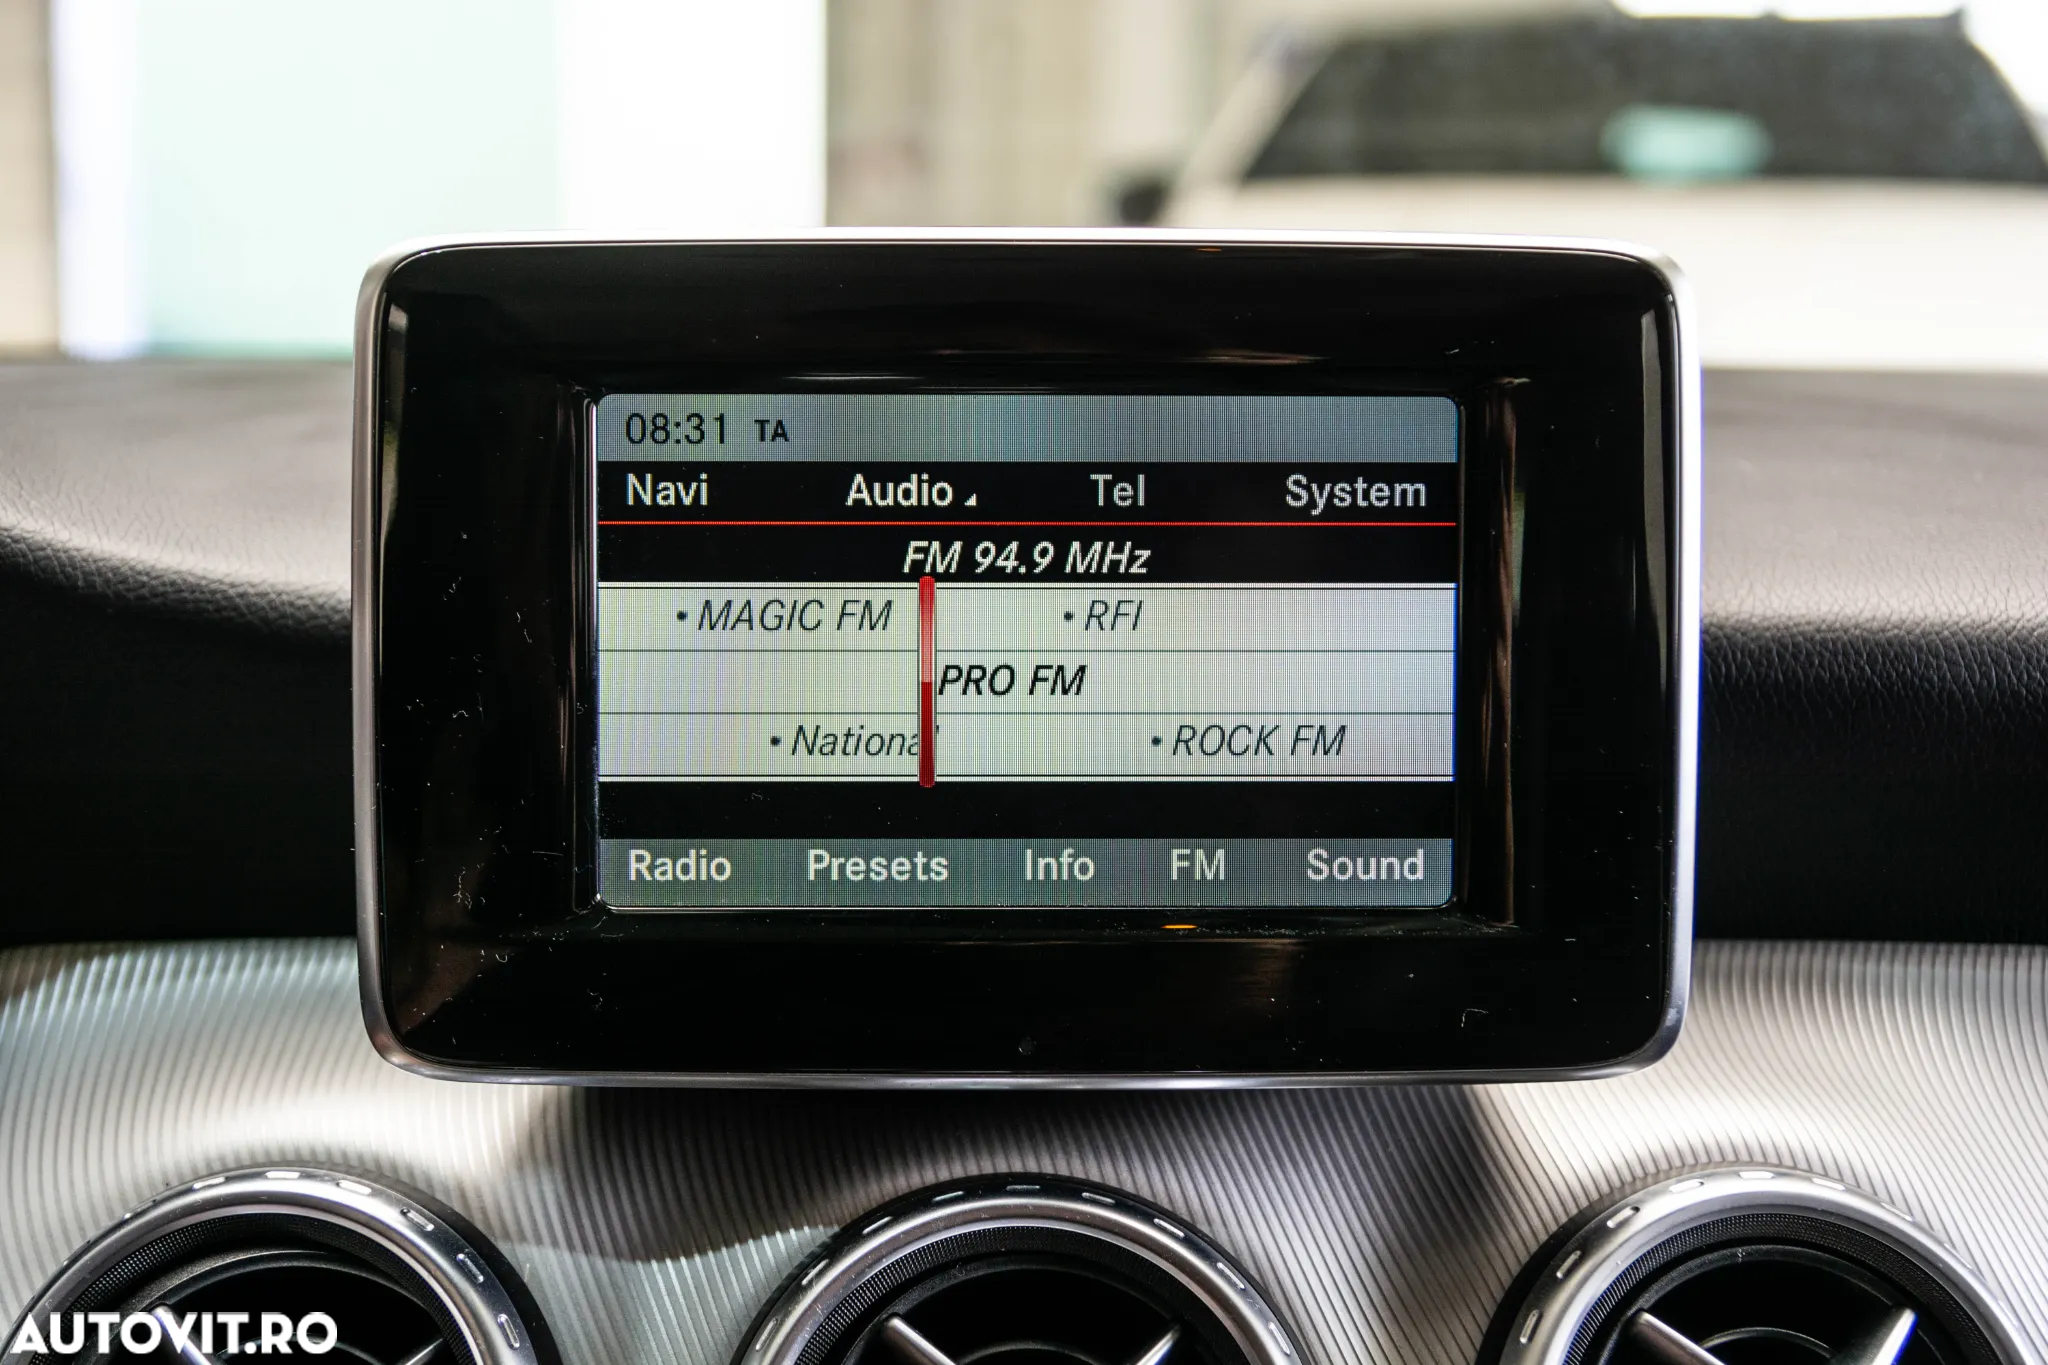 08:31 TA
Navi Audio Tel System
FM 94.9 MHz
• MAGIC FM • RFI
PRO FM
• National • ROCK FM
Radio Presets Info FM Sound
AUTOVIT.RO